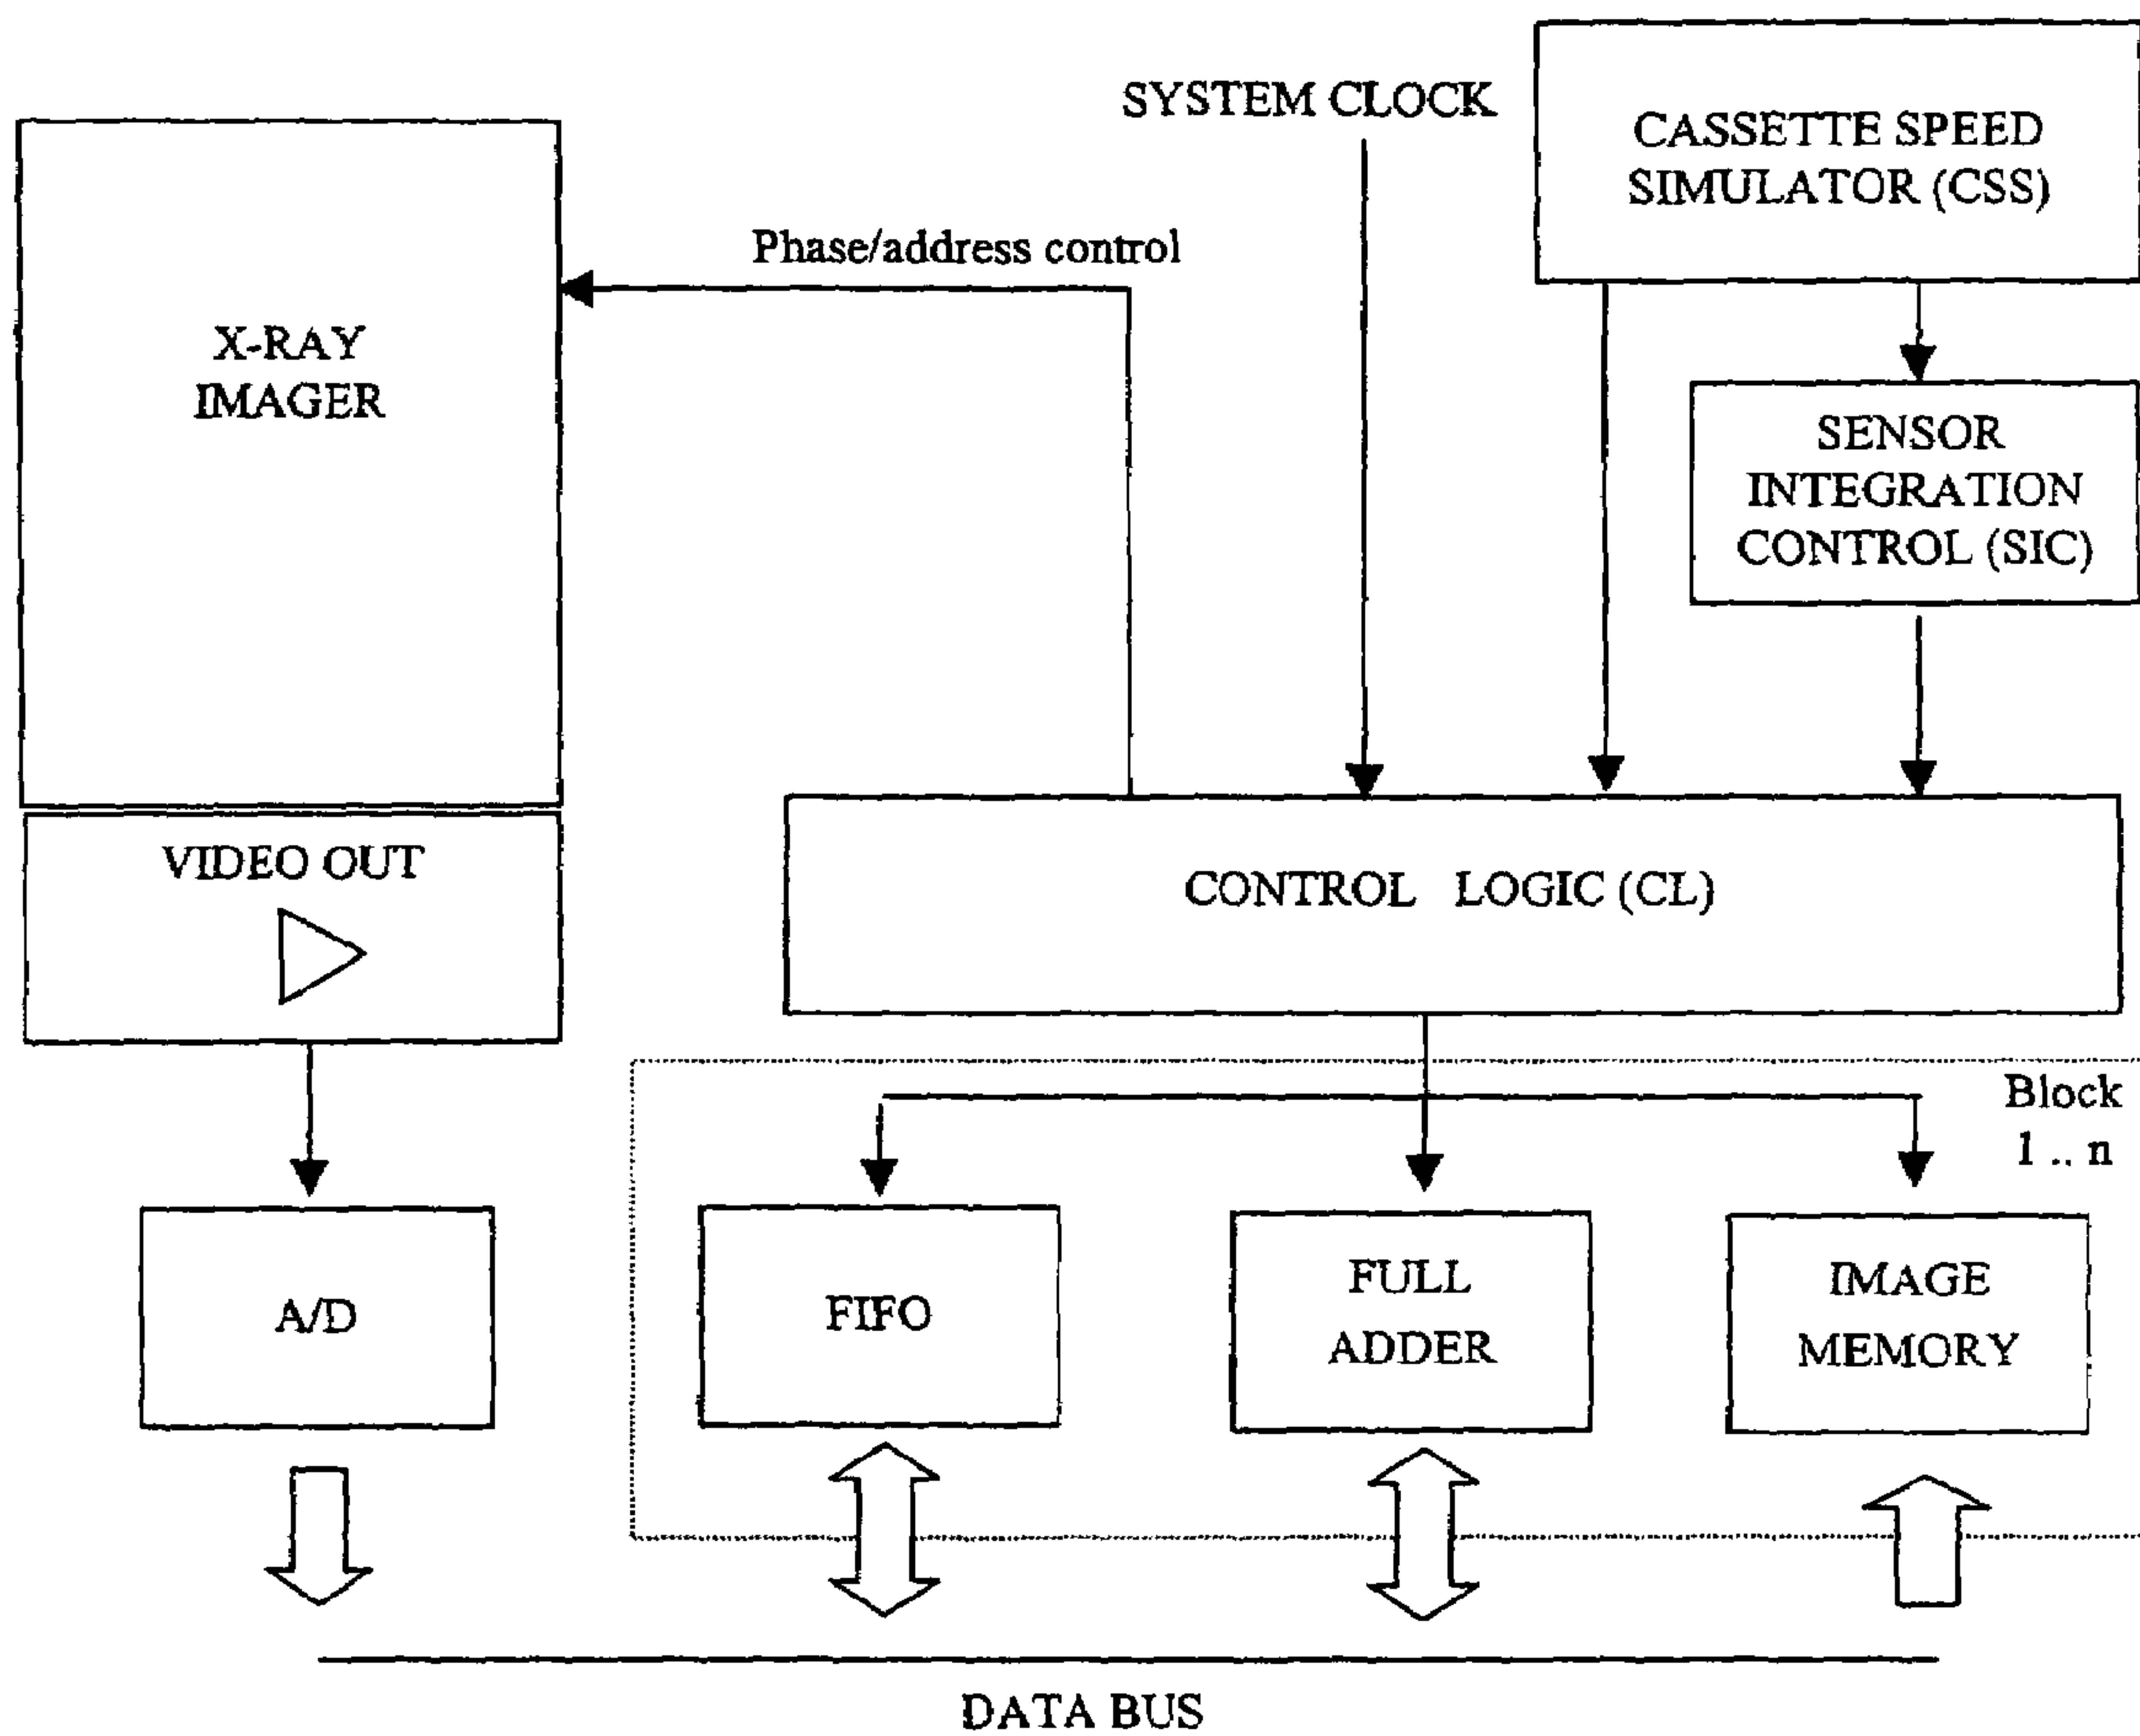 SYSTEM CLOCK
CASSETTE SPEED
SIMULATOR (CSS)
Phase/address control
X-RAY
IMAGER
SENSOR
INTEGRATION
CONTROL (SIC)
VIDEO OUT
CONTROL LOGIC (CL)
Block
1 .. n
A/D
FIFO
FULL
ADDER
IMAGE
MEMORY
DATA BUS